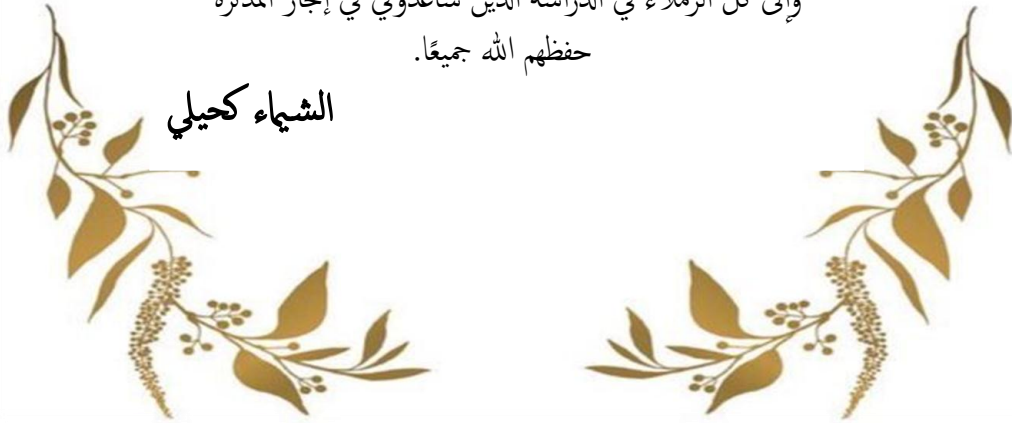 وإلى كل الزملاء في الدراسة الذين ساعدوني في إنجاز المذكرة
حفظهم الله جميعًا.
الشيماء كحيلي